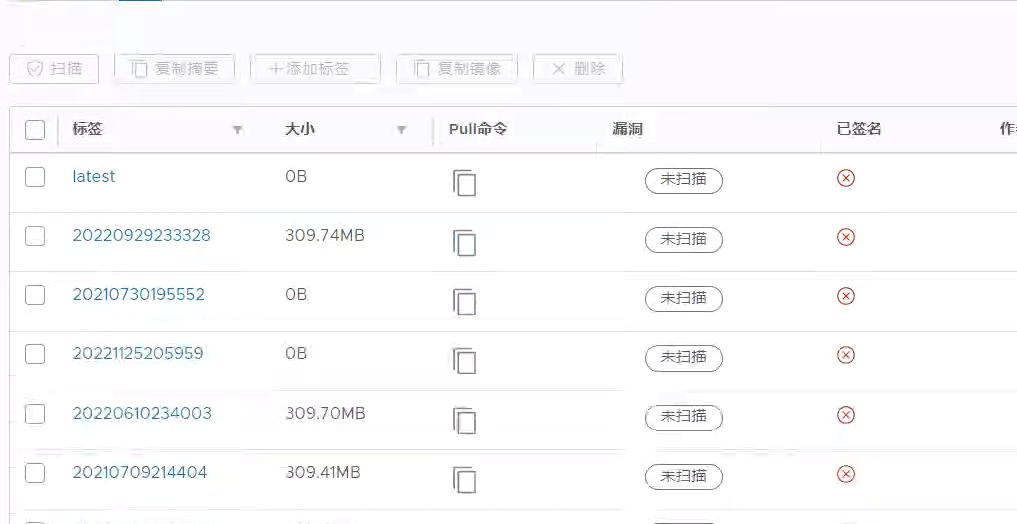 扫描 复制摘要 +添加标签 复制镜像 × 删除
标签 大小 Pull命令 漏洞 已签名
latest 0B 未扫描
20220929233328 309.74MB 未扫描
20210730195552 0B 未扫描
20221125205959 0B 未扫描
20220610234003 309.70MB 未扫描
20210709214404 309.41MB 未扫描